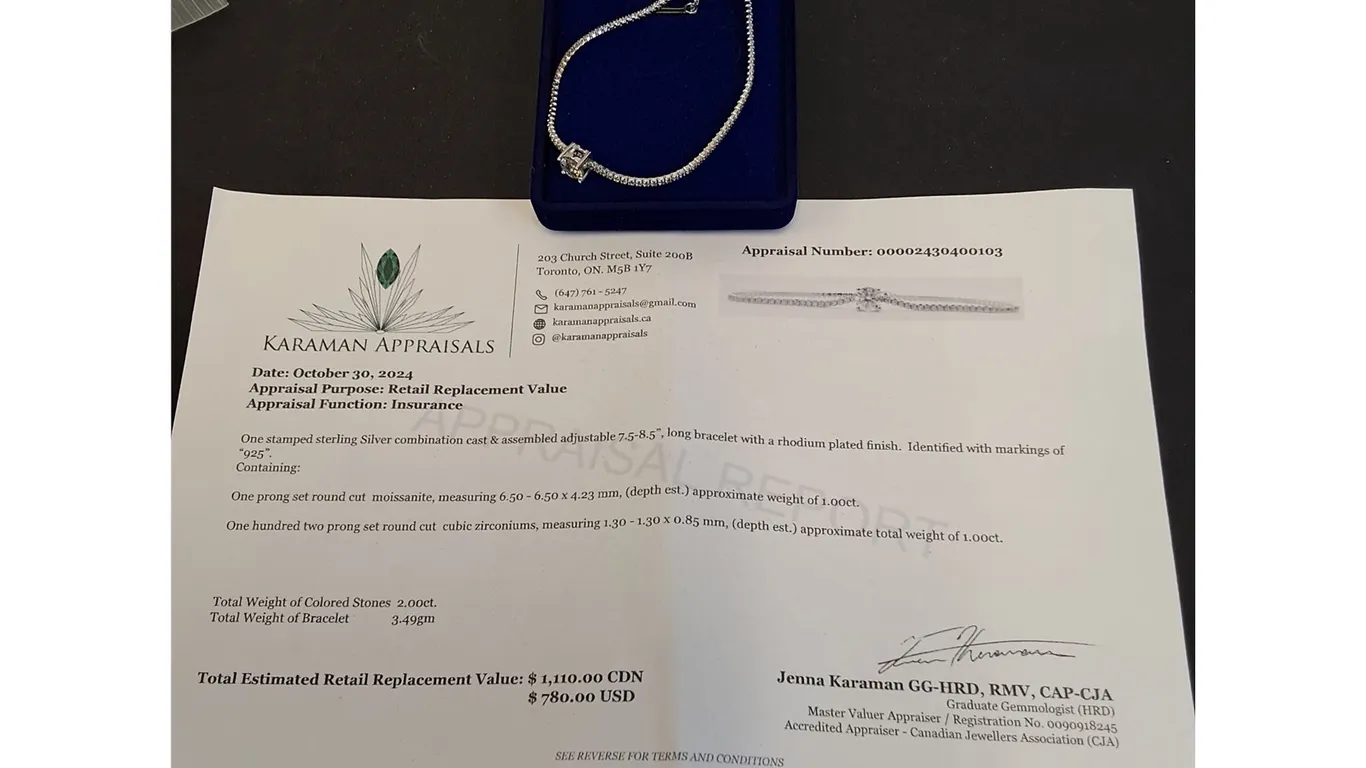 KARAMAN APPRAISALS
203 Church Street, Suite 200B
Toronto, ON. M5B 1Y7
(647) 761 - 5247
karamanappraisals@gmail.com
karamanappraisals.ca
@karamanappraisals
Appraisal Number: 00002430400103
Date: October 30, 2024
Appraisal Purpose: Retail Replacement Value
Appraisal Function: Insurance
APPRAISAL REPORT
One stamped sterling Silver combination cast & assembled adjustable 7.5-8.5”, long bracelet with a rhodium plated finish. Identified with markings of
“925”.
Containing:
One prong set round cut moissanite, measuring 6.50 - 6.50 x 4.23 mm, (depth est.) approximate weight of 1.00ct.
One hundred two prong set round cut cubic zirconiums, measuring 1.30 - 1.30 x 0.85 mm, (depth est.) approximate total weight of 1.00ct.
Total Weight of Colored Stones 2.00ct.
Total Weight of Bracelet 3.49gm
Total Estimated Retail Replacement Value: $ 1,110.00 CDN
$ 780.00 USD
Jenna Karaman GG-HRD, RMV, CAP-CJA
Graduate Gemmologist (HRD)
Master Valuer Appraiser / Registration No. 0090918245
Accredited Appraiser - Canadian Jewellers Association (CJA)
SEE REVERSE FOR TERMS AND CONDITIONS